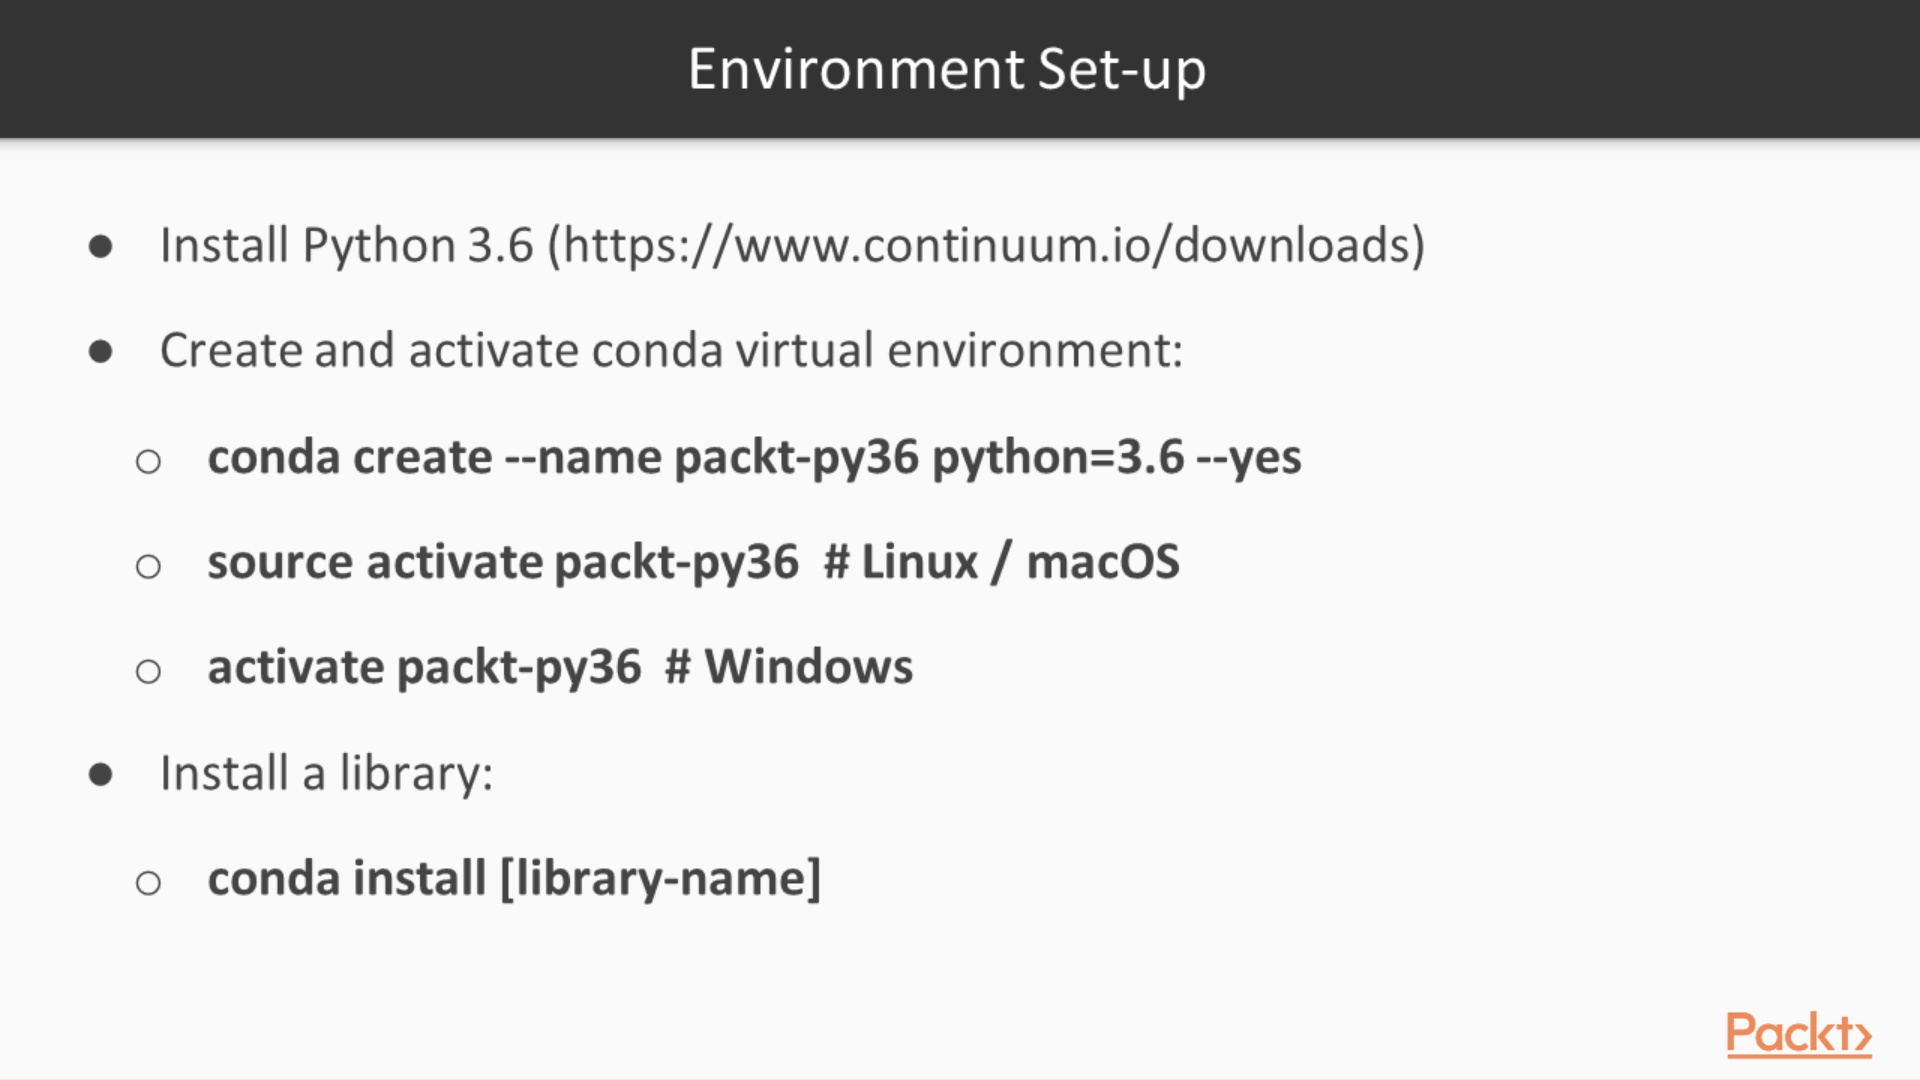 Environment Set-up
● Install Python 3.6 (https://www.continuum.io/downloads)
● Create and activate conda virtual environment:
○ conda create --name packt-py36 python=3.6 --yes
○ source activate packt-py36  # Linux / macOS
○ activate packt-py36  # Windows
● Install a library:
○ conda install [library-name]
Packt>